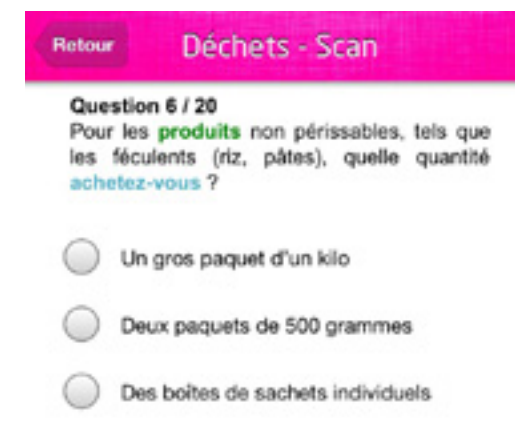 Retour
Déchets - Scan
Question 6 / 20
Pour les produits non périssables, tels que
les féculents (riz, pâtes), quelle quantité
achetez-vous ?
Un gros paquet d'un kilo
Deux paquets de 500 grammes
Des boîtes de sachets individuels